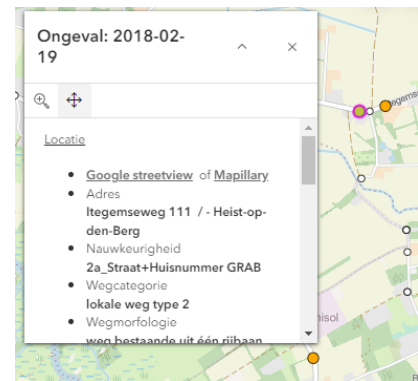 Ongeval: 2018-02-
19
Locatie
Google streetview of Mapillary
Adres
Itegemseweg 111 / - Heist-op-
den-Berg
Nauwkeurigheid
2a_Straat+Huisnummer GRAB
Wegcategorie
lokale weg type 2
Wegmorfologie
weg bestaande uit één rijbaan